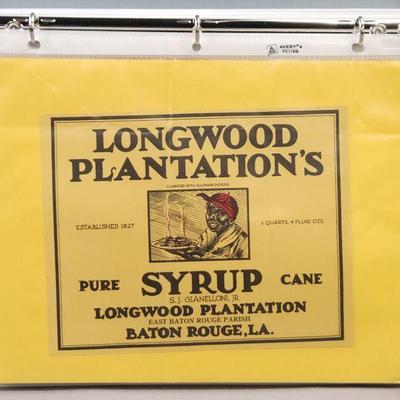 AVERY®
LONGWOOD
PLANTATION'S
CLARIFIED WITH SULPHUR DIOXIDE
ESTABLISHED 1827
3 QUARTS, 4 FLUID OZS.
PURE SYRUP CANE
S. J. GIANELLONI, JR.
LONGWOOD PLANTATION
EAST BATON ROUGE PARISH
BATON ROUGE, LA.